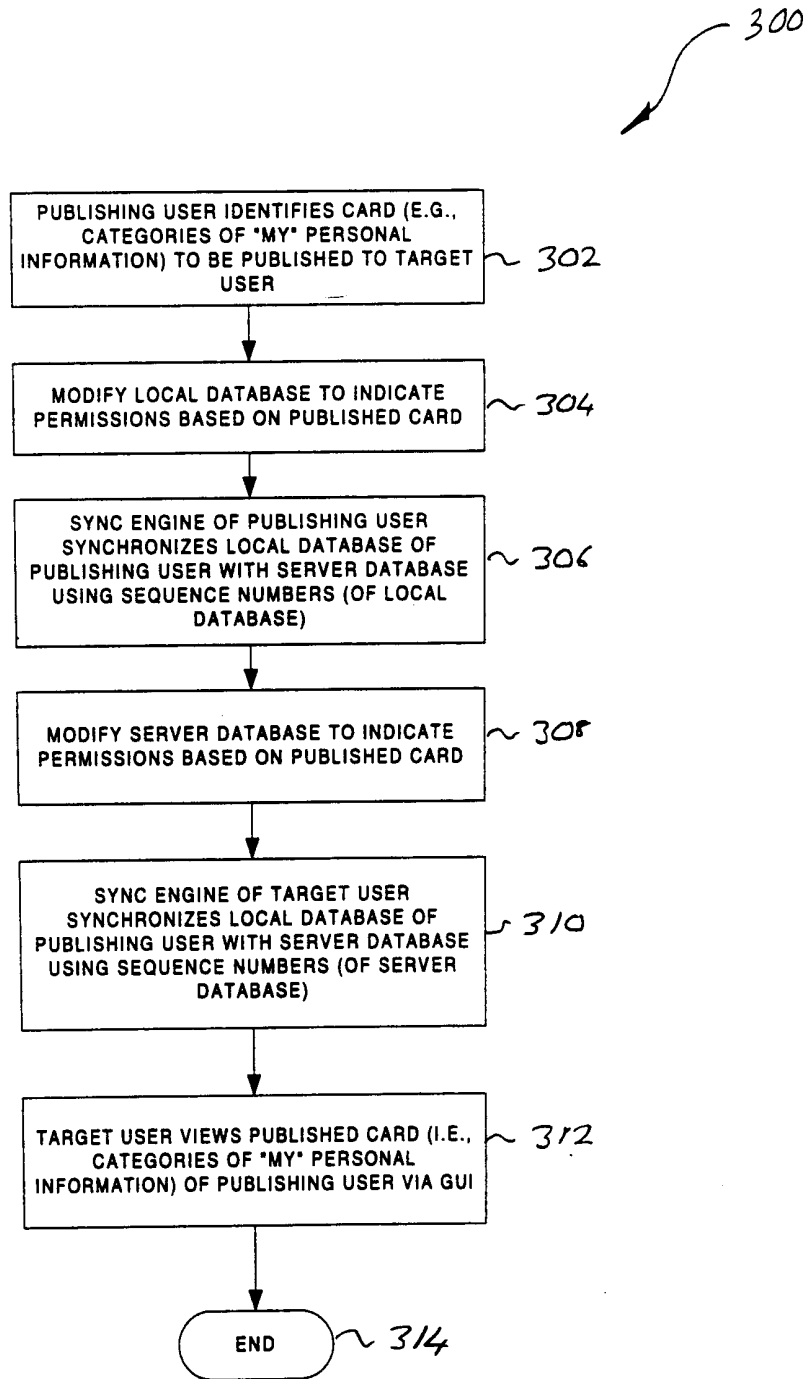 300
PUBLISHING USER IDENTIFIES CARD (E.G.,
CATEGORIES OF "MY" PERSONAL
INFORMATION) TO BE PUBLISHED TO TARGET
USER
302
MODIFY LOCAL DATABASE TO INDICATE
PERMISSIONS BASED ON PUBLISHED CARD
304
SYNC ENGINE OF PUBLISHING USER
SYNCHRONIZES LOCAL DATABASE OF
PUBLISHING USER WITH SERVER DATABASE
USING SEQUENCE NUMBERS (OF LOCAL
DATABASE)
306
MODIFY SERVER DATABASE TO INDICATE
PERMISSIONS BASED ON PUBLISHED CARD
308
SYNC ENGINE OF TARGET USER
SYNCHRONIZES LOCAL DATABASE OF
PUBLISHING USER WITH SERVER DATABASE
USING SEQUENCE NUMBERS (OF SERVER
DATABASE)
310
TARGET USER VIEWS PUBLISHED CARD (I.E.,
CATEGORIES OF "MY" PERSONAL
INFORMATION) OF PUBLISHING USER VIA GUI
312
END
314